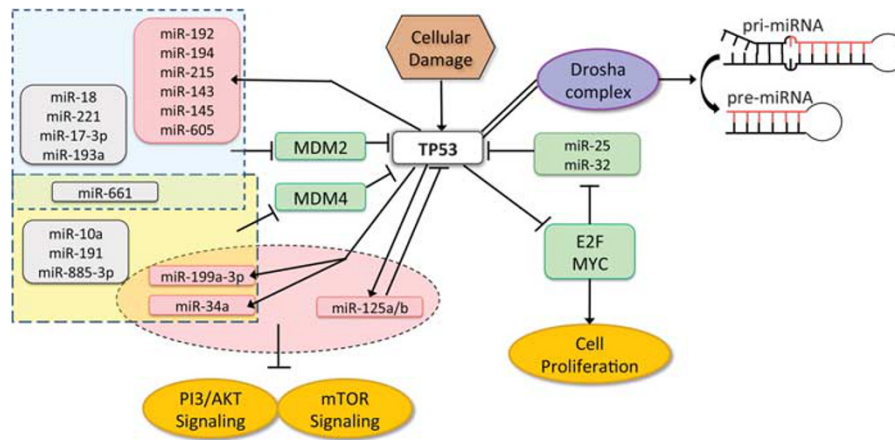 miR-192
miR-194
miR-215
miR-143
miR-145
miR-605
miR-18
miR-221
miR-17-3p
miR-193a
miR-661
miR-10a
miR-191
miR-885-3p
miR-199a-3p
miR-34a
miR-125a/b
MDM2
MDM4
Cellular
Damage
TP53
Drosha
complex
pri-miRNA
pre-miRNA
miR-25
miR-32
E2F
MYC
Cell
Proliferation
PI3/AKT
Signaling
mTOR
Signaling